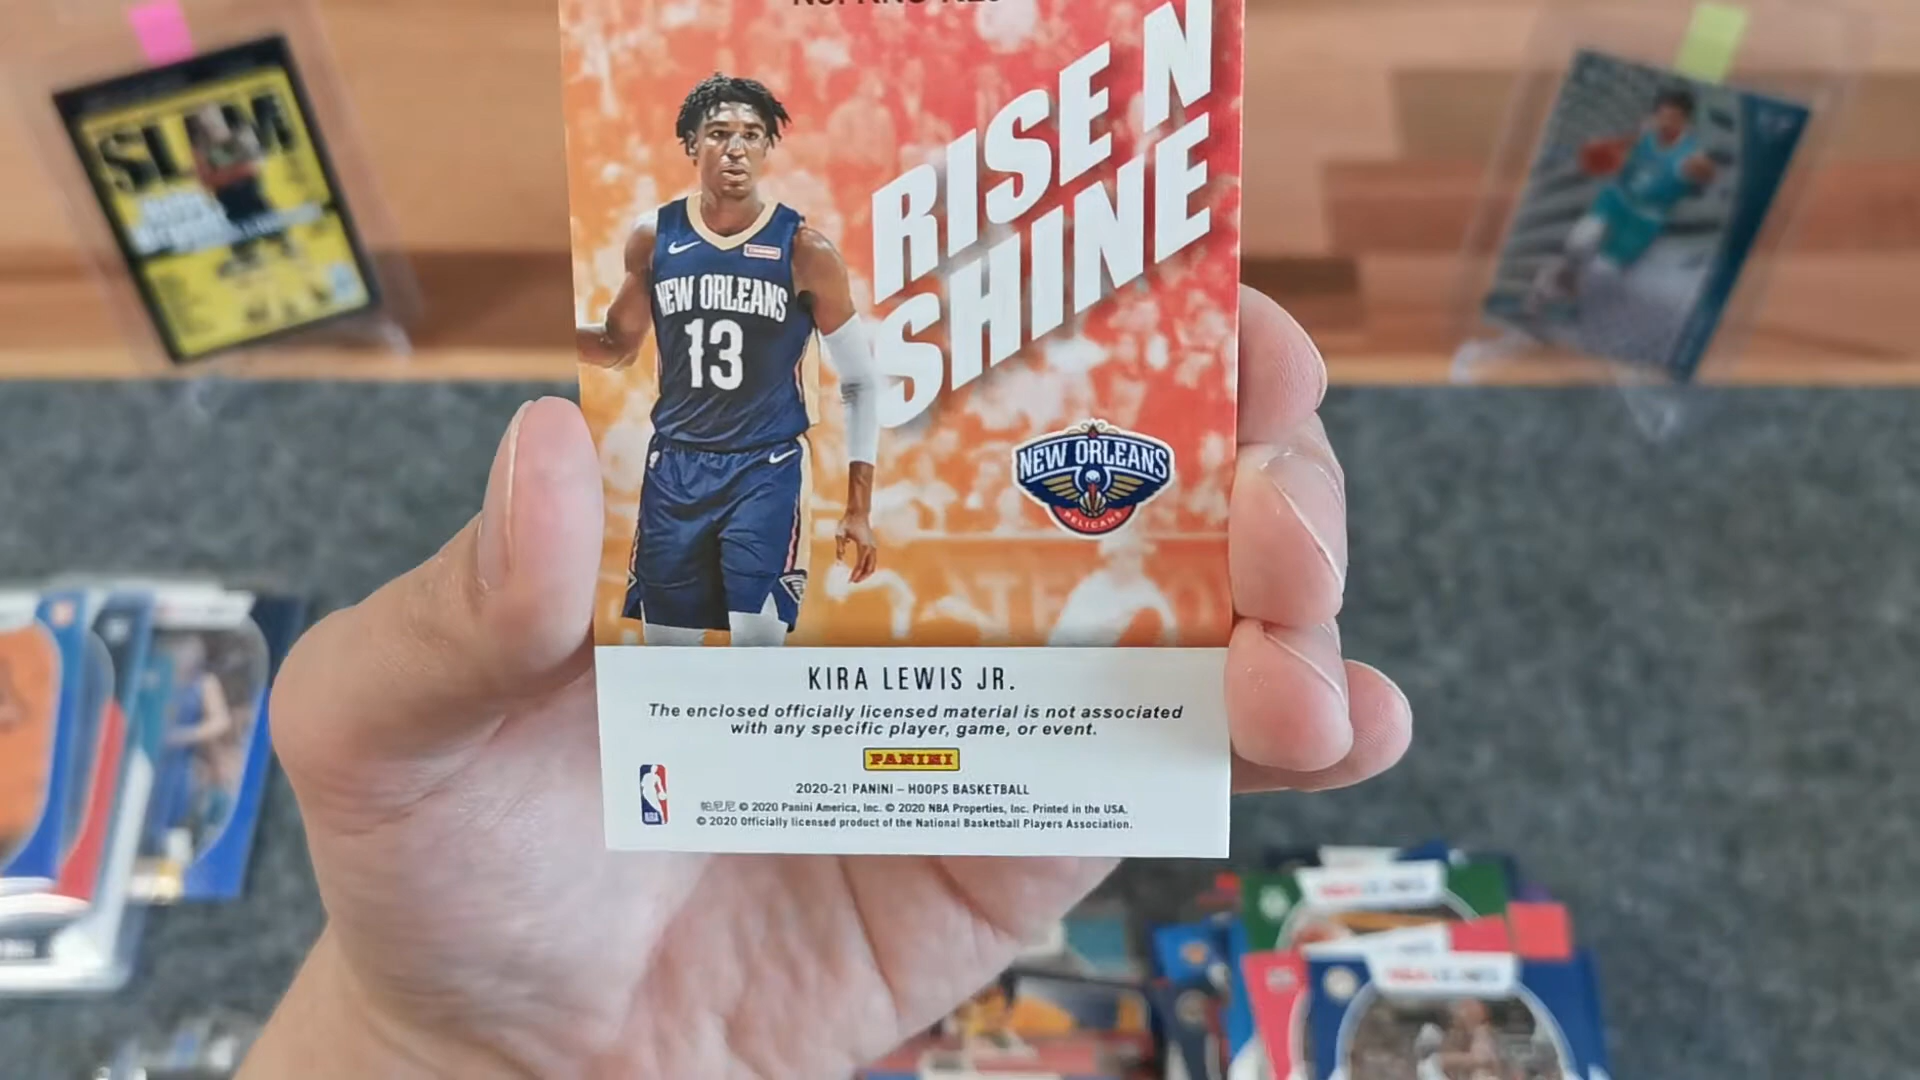 SLAM
RISE N
SHINE
NEW ORLEANS
13
NEW ORLEANS
PELICANS
KIRA LEWIS JR.
The enclosed officially licensed material is not associated
with any specific player, game, or event.
PANINI
NBA
2020-21 PANINI – HOOPS BASKETBALL
帕尼尼 © 2020 Panini America, Inc. © 2020 NBA Properties, Inc. Printed in the USA.
© 2020 Officially licensed product of the National Basketball Players Association.